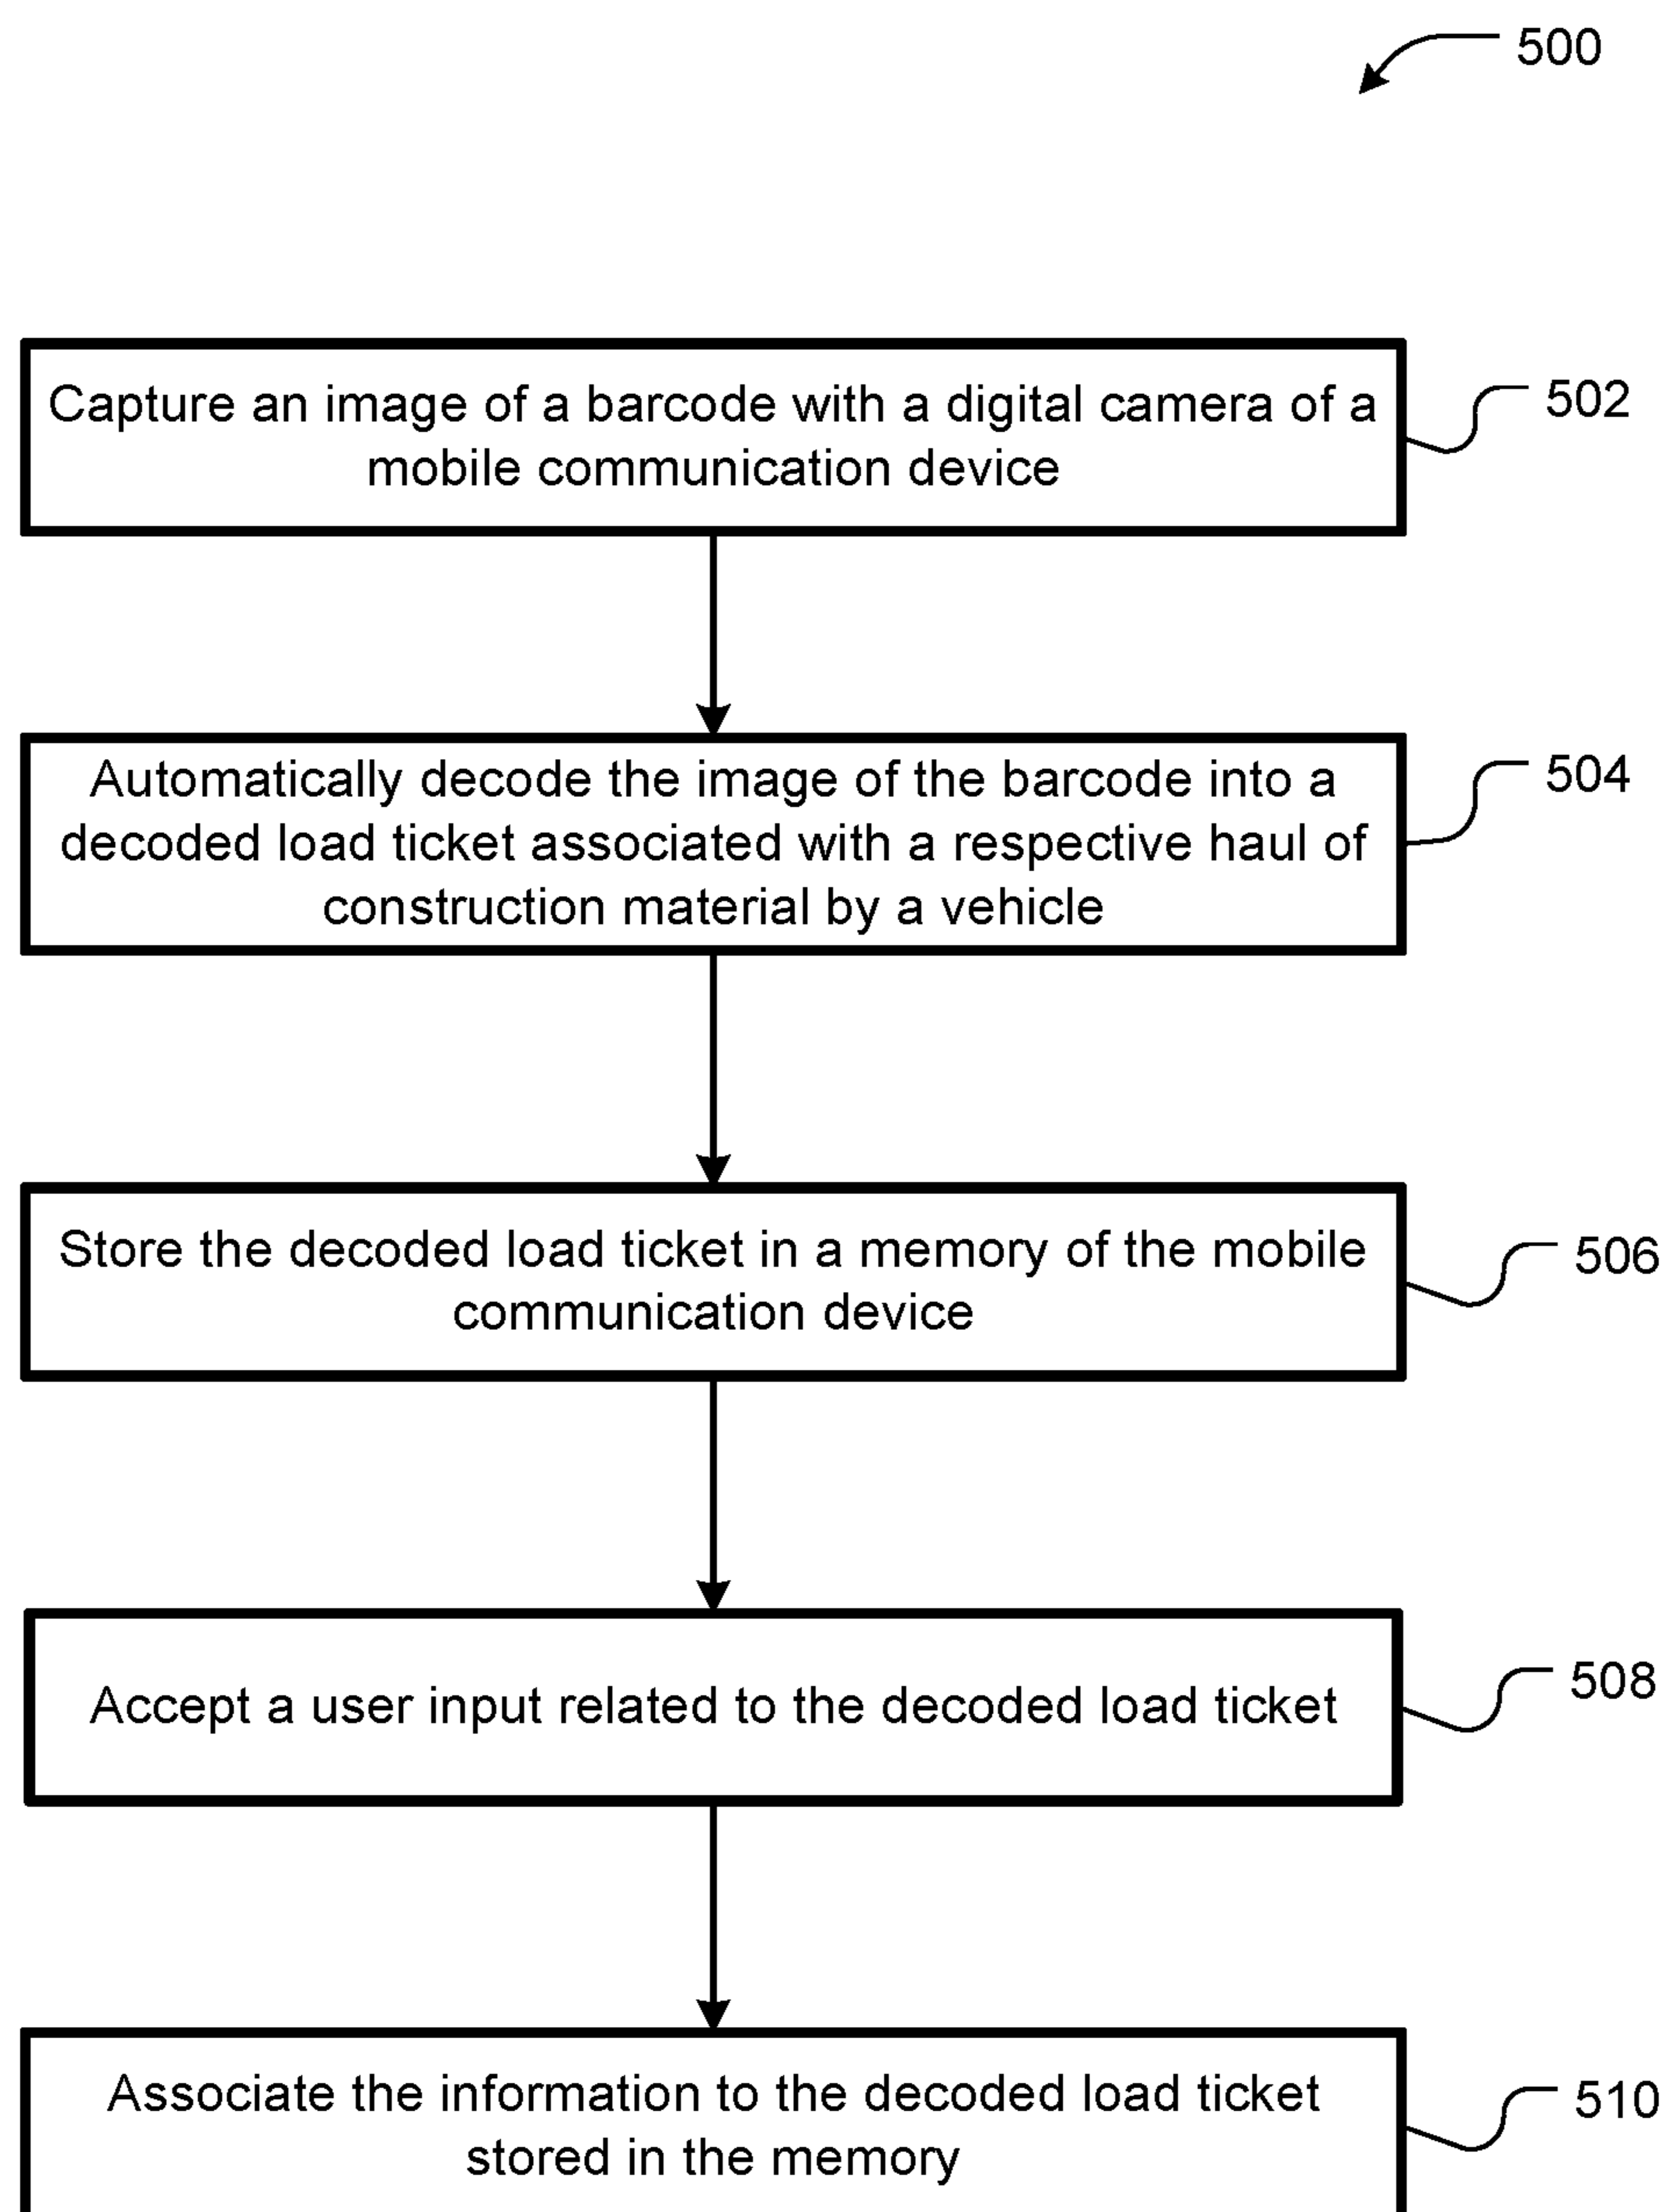 500
Capture an image of a barcode with a digital camera of a
mobile communication device
502
Automatically decode the image of the barcode into a
decoded load ticket associated with a respective haul of
construction material by a vehicle
504
Store the decoded load ticket in a memory of the mobile
communication device
506
Accept a user input related to the decoded load ticket
508
Associate the information to the decoded load ticket
stored in the memory
510